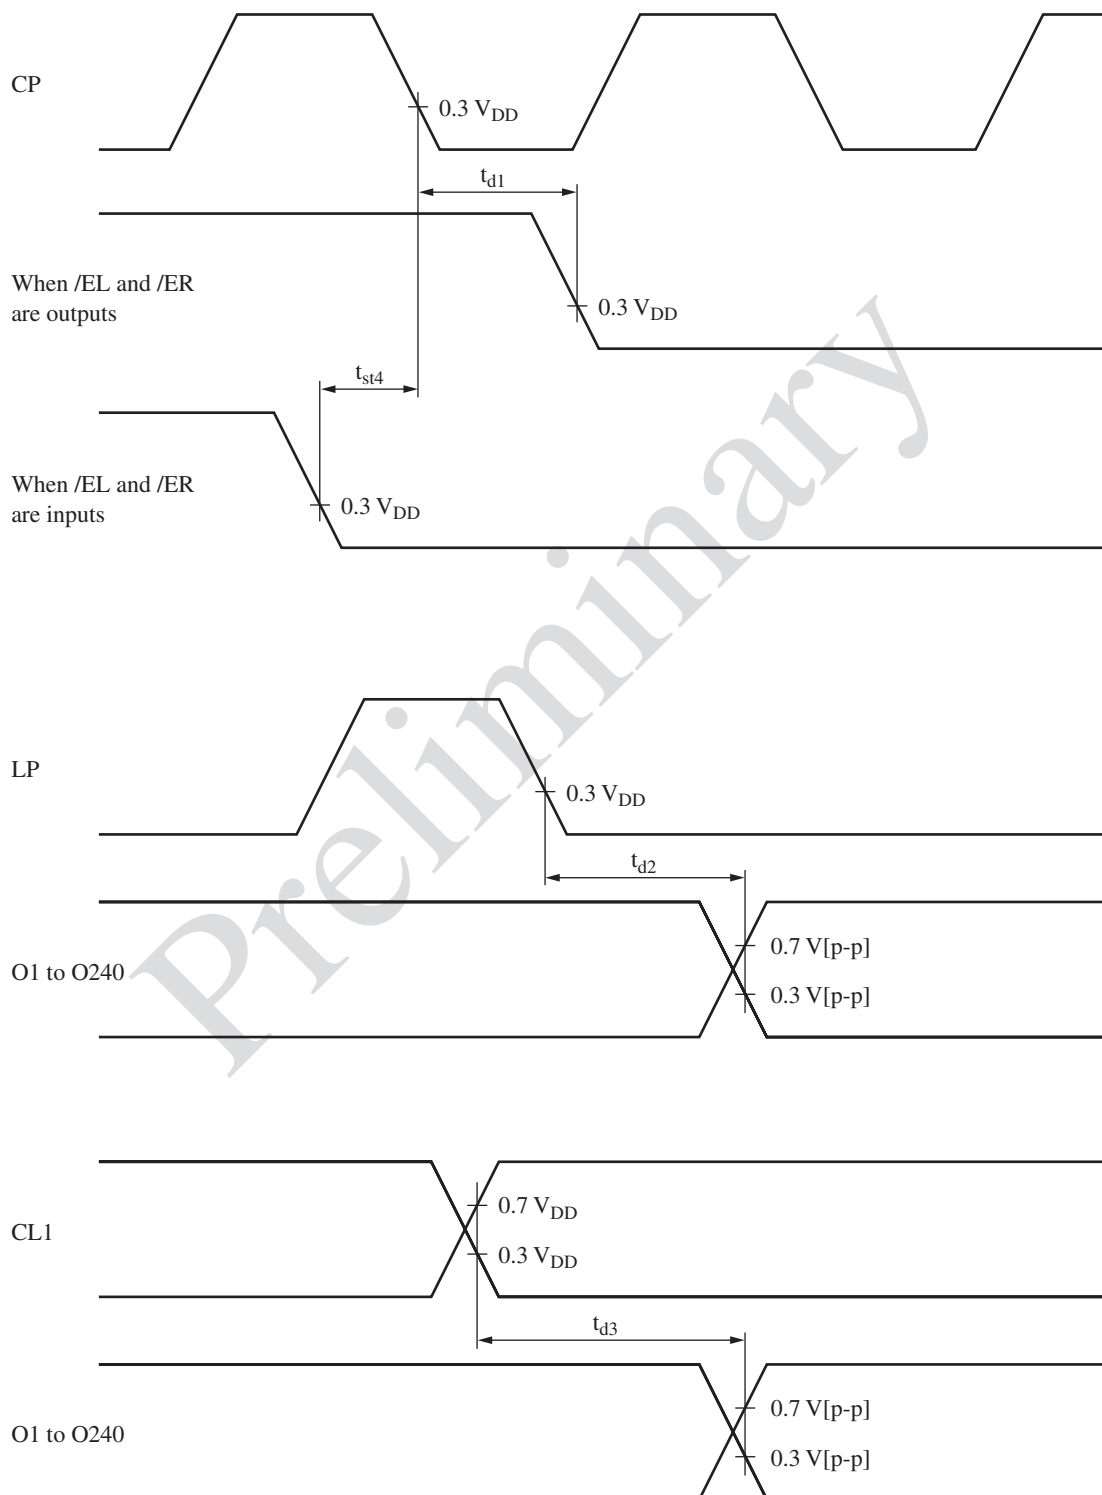 CP
0.3 VDD
td1
When /EL and /ER
are outputs
0.3 VDD
tst4
When /EL and /ER
are inputs
0.3 VDD
Preliminary
LP
0.3 VDD
td2
0.7 V[p-p]
O1 to O240
0.3 V[p-p]
0.7 VDD
CL1
0.3 VDD
td3
0.7 V[p-p]
O1 to O240
0.3 V[p-p]